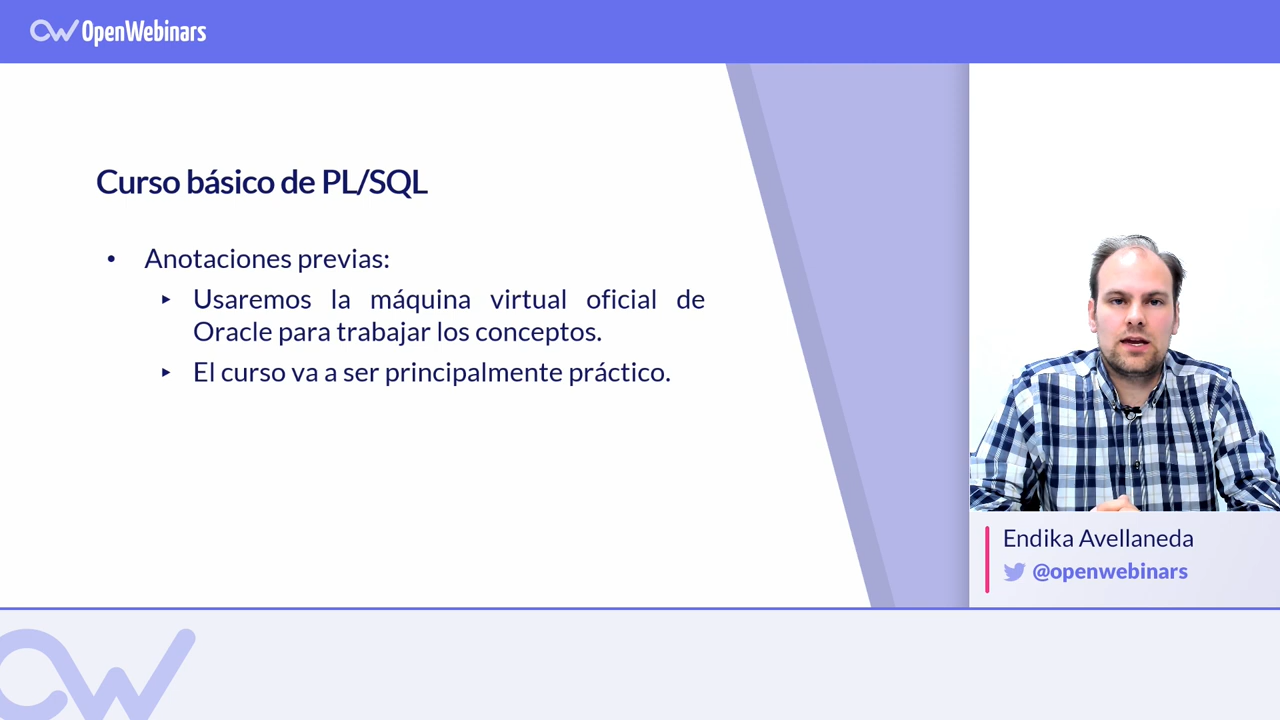 OpenWebinars
Curso básico de PL/SQL
• Anotaciones previas:
‣ Usaremos la máquina virtual oficial de
Oracle para trabajar los conceptos.
‣ El curso va a ser principalmente práctico.
Endika Avellaneda
@openwebinars